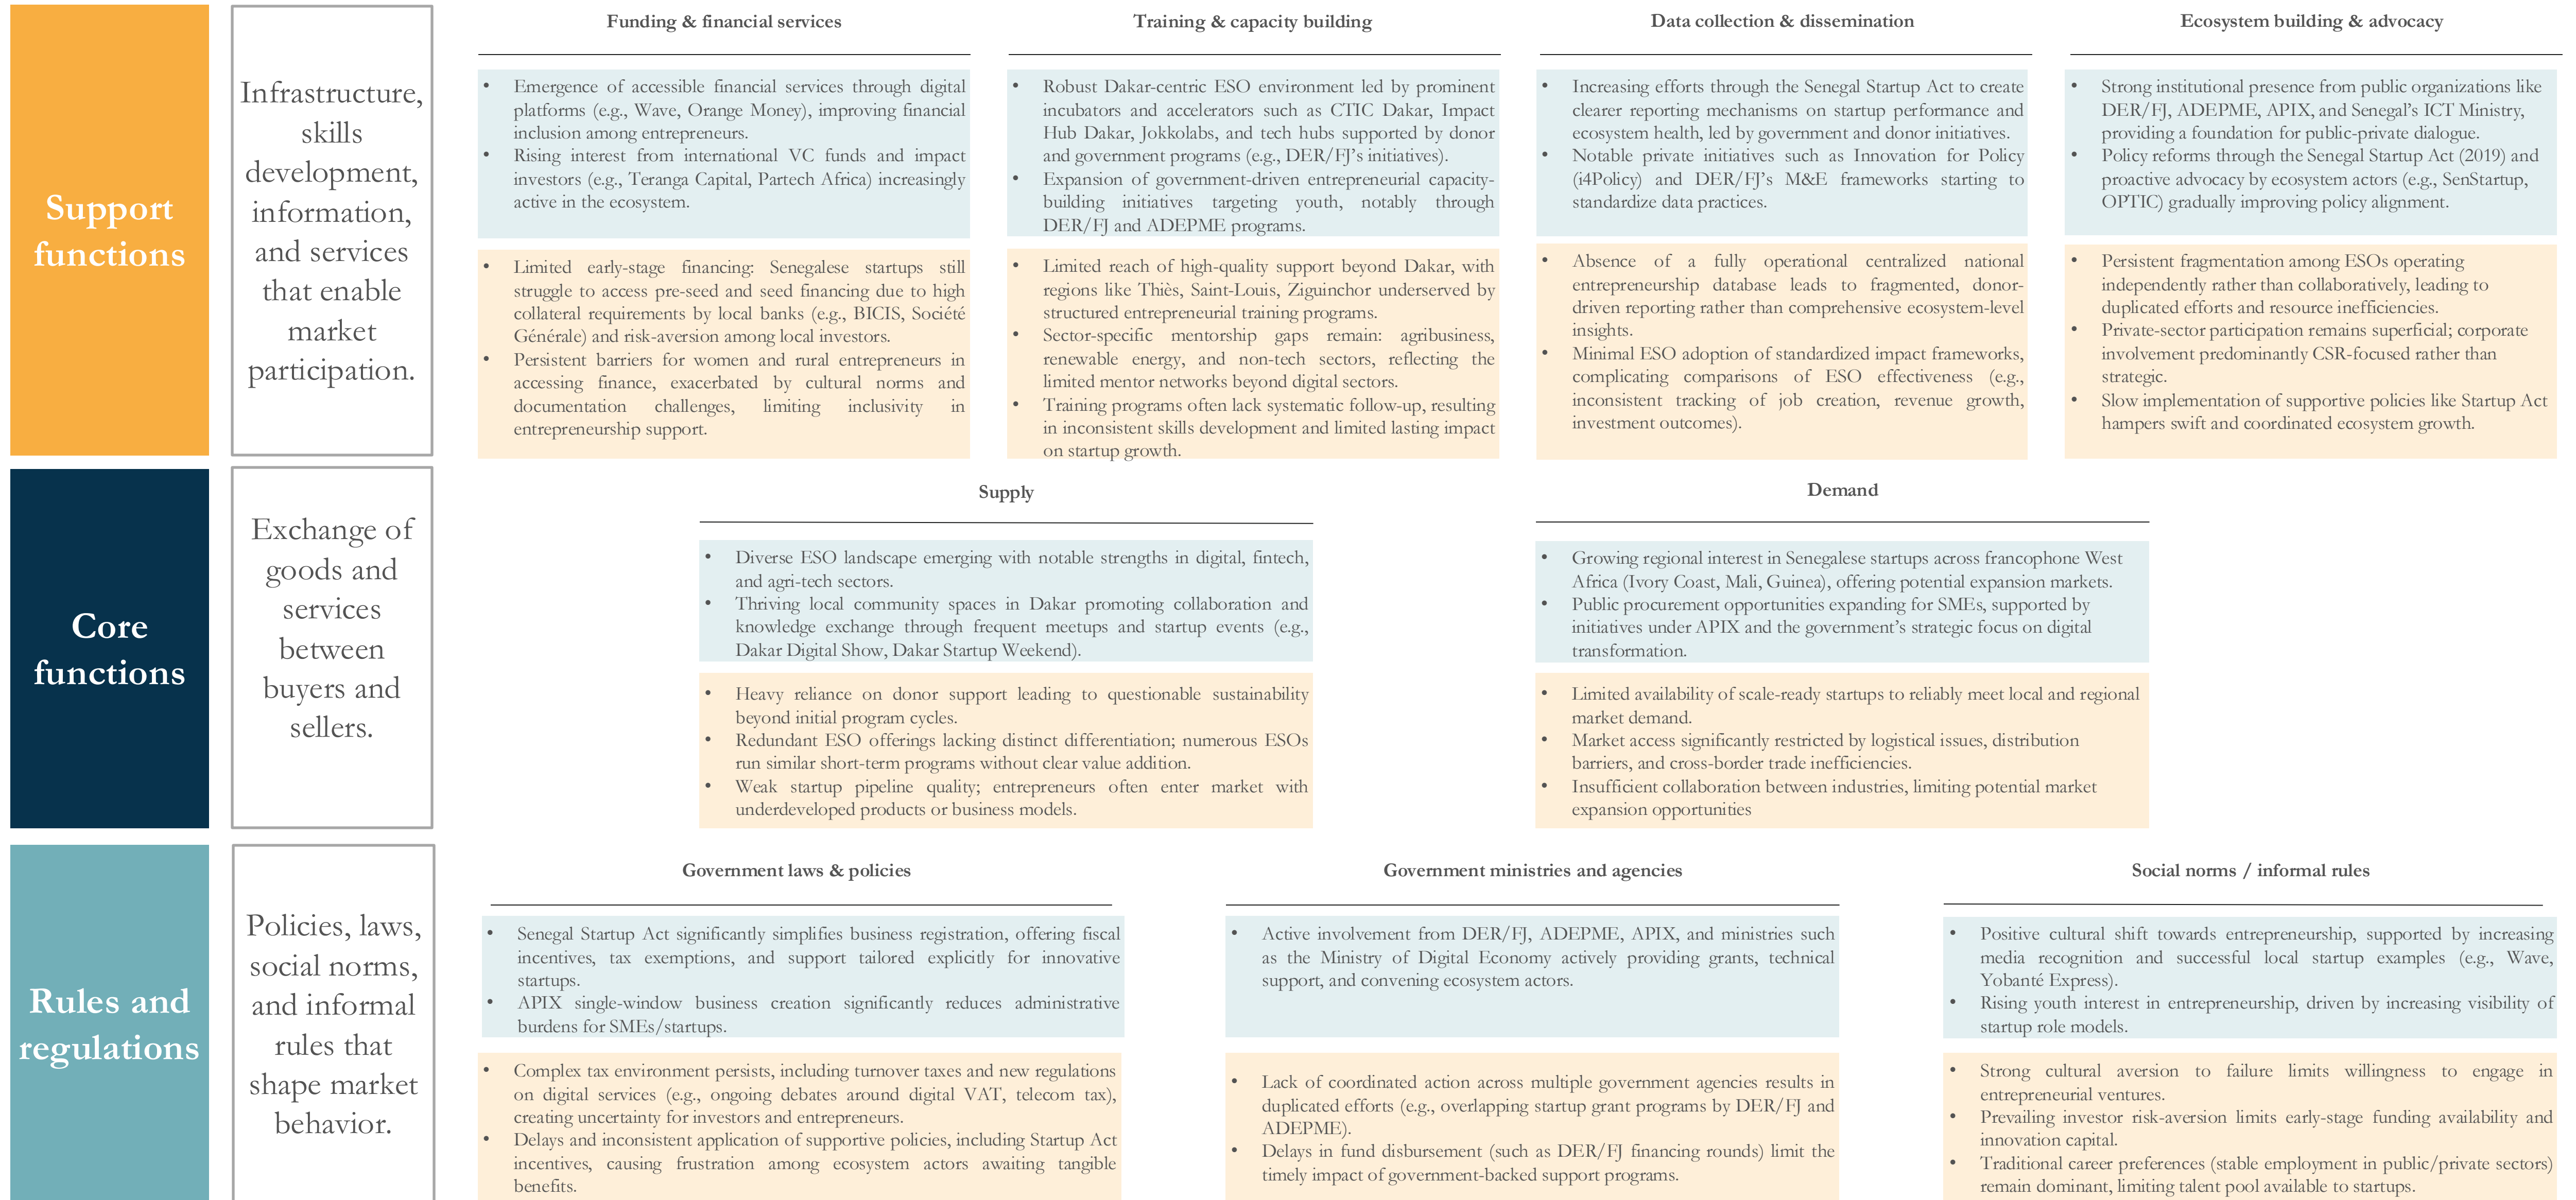 Support
functions
Infrastructure,
skills
development,
information,
and services
that enable
market
participation.
Funding & financial services
• Emergence of accessible financial services through digital
platforms (e.g., Wave, Orange Money), improving financial
inclusion among entrepreneurs.
• Rising interest from international VC funds and impact
investors (e.g., Teranga Capital, Partech Africa) increasingly
active in the ecosystem.
• Limited early-stage financing: Senegalese startups still
struggle to access pre-seed and seed financing due to high
collateral requirements by local banks (e.g., BICIS, Société
Générale) and risk-aversion among local investors.
• Persistent barriers for women and rural entrepreneurs in
accessing finance, exacerbated by cultural norms and
documentation challenges, limiting inclusivity in
entrepreneurship support.
Training & capacity building
• Robust Dakar-centric ESO environment led by prominent
incubators and accelerators such as CTIC Dakar, Impact
Hub Dakar, Jokkolabs, and tech hubs supported by donor
and government programs (e.g., DER/FJ's initiatives).
• Expansion of government-driven entrepreneurial capacity-
building initiatives targeting youth, notably through
DER/FJ and ADEPME programs.
• Limited reach of high-quality support beyond Dakar, with
regions like Thiès, Saint-Louis, Ziguinchor underserved by
structured entrepreneurial training programs.
• Sector-specific mentorship gaps remain: agribusiness,
renewable energy, and non-tech sectors, reflecting the
limited mentor networks beyond digital sectors.
• Training programs often lack systematic follow-up, resulting
in inconsistent skills development and limited lasting impact
on startup growth.
Data collection & dissemination
• Increasing efforts through the Senegal Startup Act to create
clearer reporting mechanisms on startup performance and
ecosystem health, led by government and donor initiatives.
• Notable private initiatives such as Innovation for Policy
(i4Policy) and DER/FJ's M&E frameworks starting to
standardize data practices.
• Absence of a fully operational centralized national
entrepreneurship database leads to fragmented, donor-
driven reporting rather than comprehensive ecosystem-level
insights.
• Minimal ESO adoption of standardized impact frameworks,
complicating comparisons of ESO effectiveness (e.g.,
inconsistent tracking of job creation, revenue growth,
investment outcomes).
Ecosystem building & advocacy
• Strong institutional presence from public organizations like
DER/FJ, ADEPME, APIX, and Senegal's ICT Ministry,
providing a foundation for public-private dialogue.
• Policy reforms through the Senegal Startup Act (2019) and
proactive advocacy by ecosystem actors (e.g., SenStartup,
OPTIC) gradually improving policy alignment.
• Persistent fragmentation among ESOs operating
independently rather than collaboratively, leading to
duplicated efforts and resource inefficiencies.
• Private-sector participation remains superficial; corporate
involvement predominantly CSR-focused rather than
strategic.
• Slow implementation of supportive policies like Startup Act
hampers swift and coordinated ecosystem growth.
Core
functions
Exchange of
goods and
services
between
buyers and
sellers.
Supply
• Diverse ESO landscape emerging with notable strengths in digital, fintech,
and agri-tech sectors.
• Thriving local community spaces in Dakar promoting collaboration and
knowledge exchange through frequent meetups and startup events (e.g.,
Dakar Digital Show, Dakar Startup Weekend).
• Heavy reliance on donor support leading to questionable sustainability
beyond initial program cycles.
• Redundant ESO offerings lacking distinct differentiation; numerous ESOs
run similar short-term programs without clear value addition.
• Weak startup pipeline quality; entrepreneurs often enter market with
underdeveloped products or business models.
Demand
• Growing regional interest in Senegalese startups across francophone West
Africa (Ivory Coast, Mali, Guinea), offering potential expansion markets.
• Public procurement opportunities expanding for SMEs, supported by
initiatives under APIX and the government's strategic focus on digital
transformation.
• Limited availability of scale-ready startups to reliably meet local and regional
market demand.
• Market access significantly restricted by logistical issues, distribution
barriers, and cross-border trade inefficiencies.
• Insufficient collaboration between industries, limiting potential market
expansion opportunities
Rules and
regulations
Policies, laws,
social norms,
and informal
rules that
shape market
behavior.
Government laws & policies
• Senegal Startup Act significantly simplifies business registration, offering fiscal
incentives, tax exemptions, and support tailored explicitly for innovative
startups.
• APIX single-window business creation significantly reduces administrative
burdens for SMEs/startups.
• Complex tax environment persists, including turnover taxes and new regulations
on digital services (e.g., ongoing debates around digital VAT, telecom tax),
creating uncertainty for investors and entrepreneurs.
• Delays and inconsistent application of supportive policies, including Startup Act
incentives, causing frustration among ecosystem actors awaiting tangible
benefits.
Government ministries and agencies
• Active involvement from DER/FJ, ADEPME, APIX, and ministries such
as the Ministry of Digital Economy actively providing grants, technical
support, and convening ecosystem actors.
• Lack of coordinated action across multiple government agencies results in
duplicated efforts (e.g., overlapping startup grant programs by DER/FJ and
ADEPME).
• Delays in fund disbursement (such as DER/FJ financing rounds) limit the
timely impact of government-backed support programs.
Social norms / informal rules
• Positive cultural shift towards entrepreneurship, supported by increasing
media recognition and successful local startup examples (e.g., Wave,
Yobanté Express).
• Rising youth interest in entrepreneurship, driven by increasing visibility of
startup role models.
• Strong cultural aversion to failure limits willingness to engage in
entrepreneurial ventures.
• Prevailing investor risk-aversion limits early-stage funding availability and
innovation capital.
• Traditional career preferences (stable employment in public/private sectors)
remain dominant, limiting talent pool available to startups.